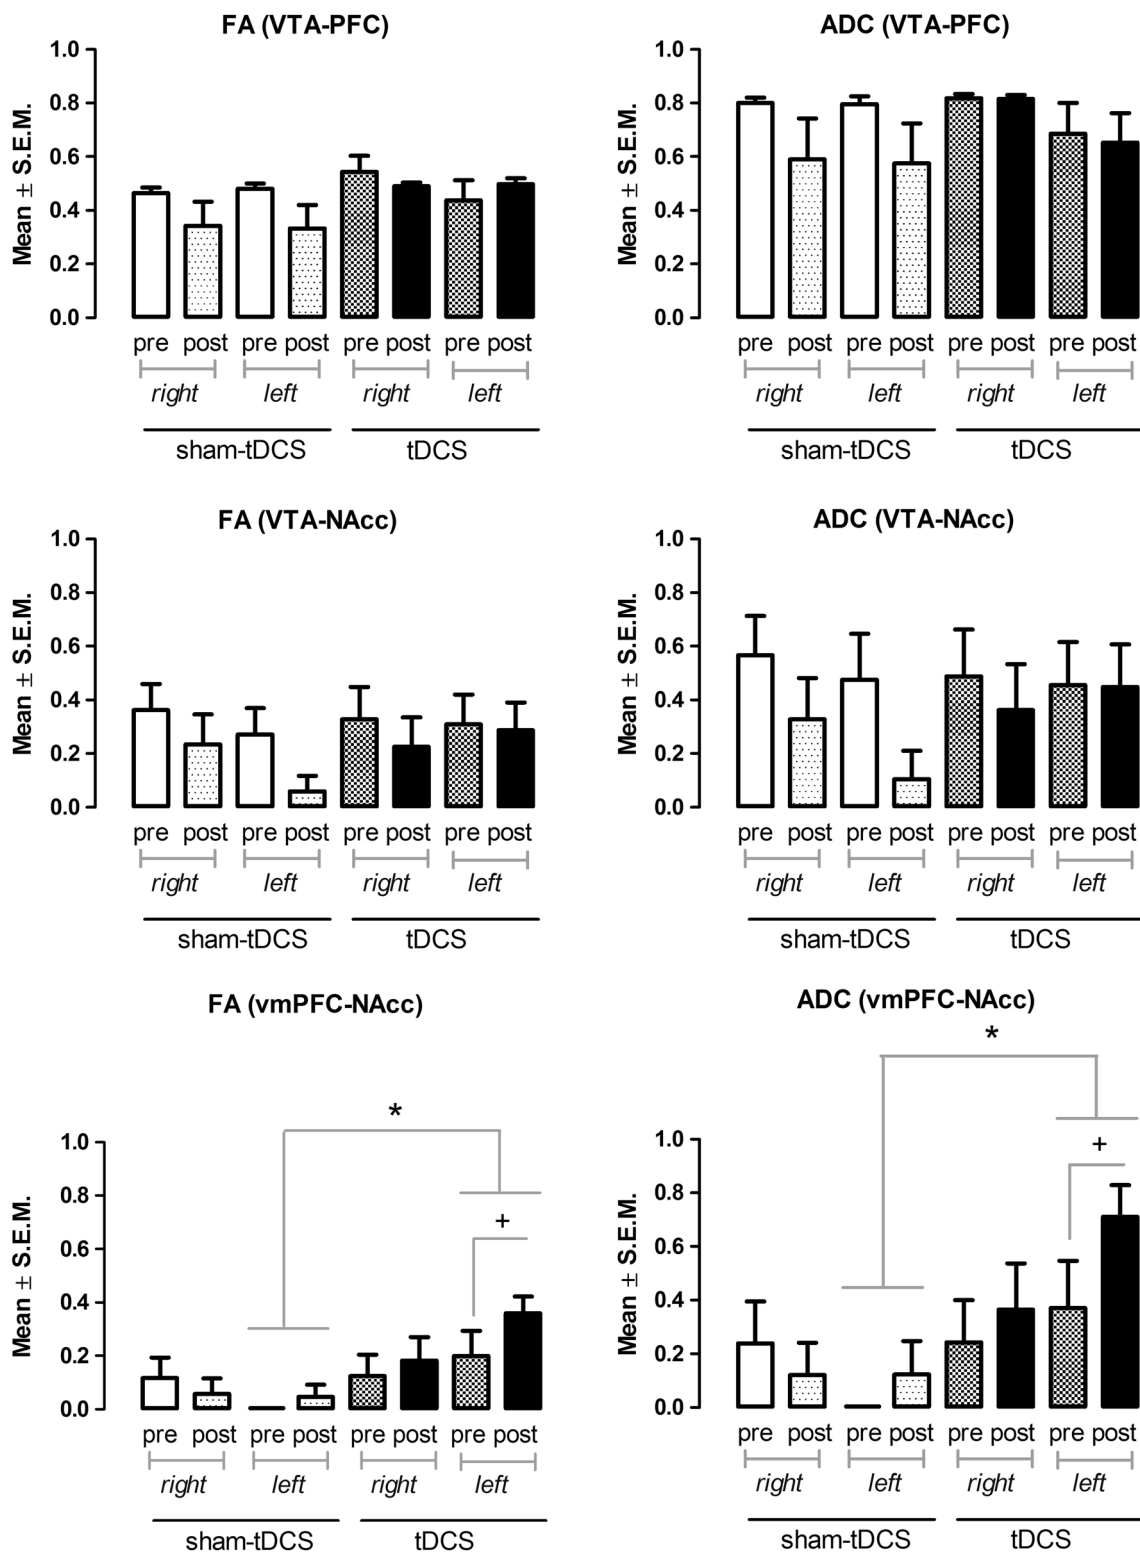 FA (VTA-PFC)
Mean ± S.E.M.
1.0
0.8
0.6
0.4
0.2
0.0
pre post pre post pre post pre post
right left right left
sham-tDCS tDCS
ADC (VTA-PFC)
Mean ± S.E.M.
1.0
0.8
0.6
0.4
0.2
0.0
pre post pre post pre post pre post
right left right left
sham-tDCS tDCS
FA (VTA-NAcc)
Mean ± S.E.M.
1.0
0.8
0.6
0.4
0.2
0.0
pre post pre post pre post pre post
right left right left
sham-tDCS tDCS
ADC (VTA-NAcc)
Mean ± S.E.M.
1.0
0.8
0.6
0.4
0.2
0.0
pre post pre post pre post pre post
right left right left
sham-tDCS tDCS
FA (vmPFC-NAcc)
*
+
Mean ± S.E.M.
1.0
0.8
0.6
0.4
0.2
0.0
pre post pre post pre post pre post
right left right left
sham-tDCS tDCS
ADC (vmPFC-NAcc)
*
+
Mean ± S.E.M.
1.0
0.8
0.6
0.4
0.2
0.0
pre post pre post pre post pre post
right left right left
sham-tDCS tDCS